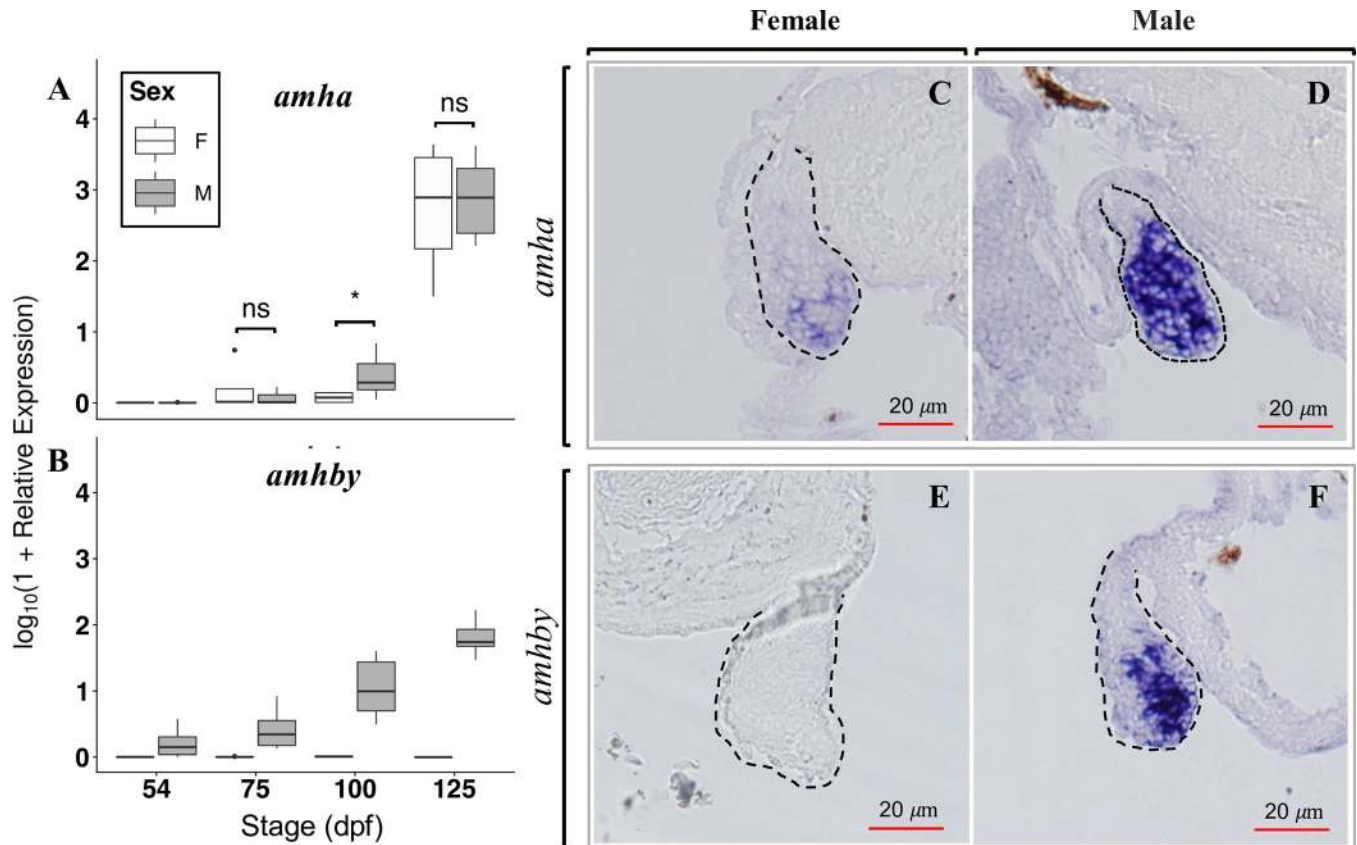 Female
Male
A
Sex
F
M
amha
ns
*
ns
4
3
2
1
0
B
amhby
4
3
2
1
0
54
75
100
125
Stage (dpf)
log10(1 + Relative Expression)
amha
C
20 μm
D
20 μm
amhby
E
20 μm
F
20 μm